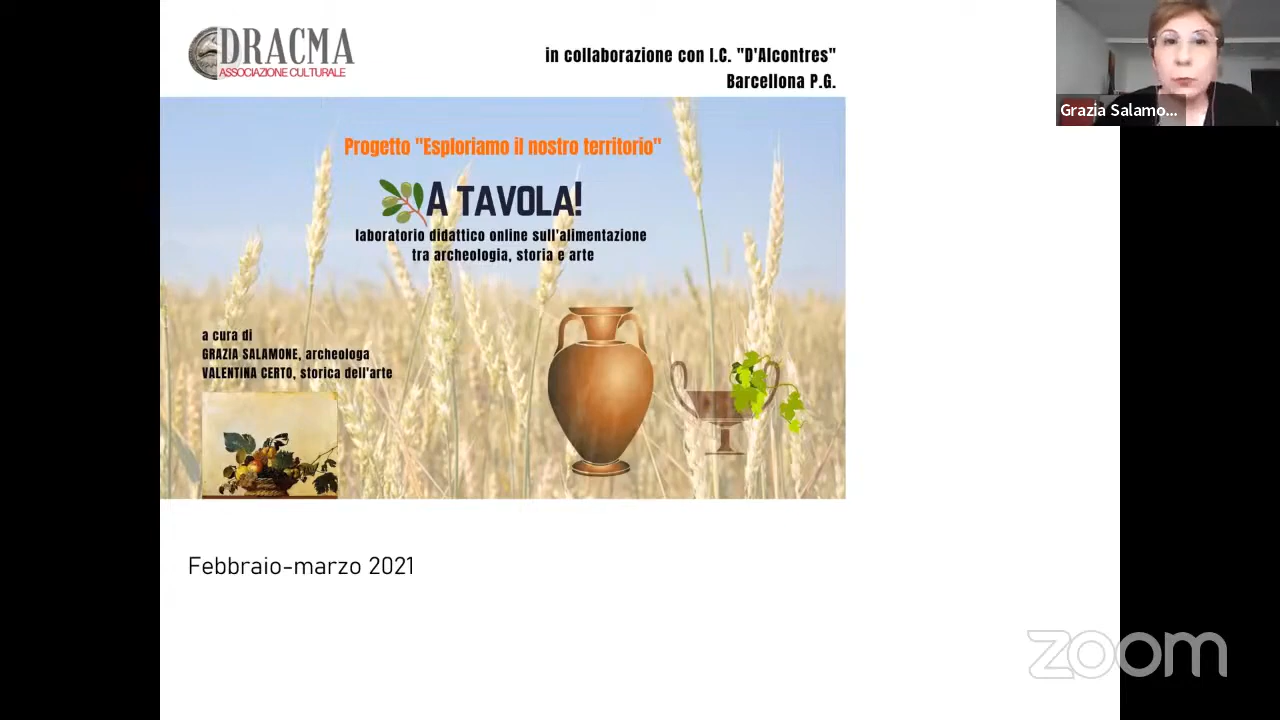 DRACMA
ASSOCIAZIONE CULTURALE
in collaborazione con I.C. "D'Alcontres"
Barcellona P.G.
Progetto "Esploriamo il nostro territorio"
A TAVOLA!
laboratorio didattico online sull'alimentazione
tra archeologia, storia e arte
a cura di
GRAZIA SALAMONE, archeologa
VALENTINA CERTO, storica dell'arte
Febbraio-marzo 2021
Grazia Salamo...
zoom